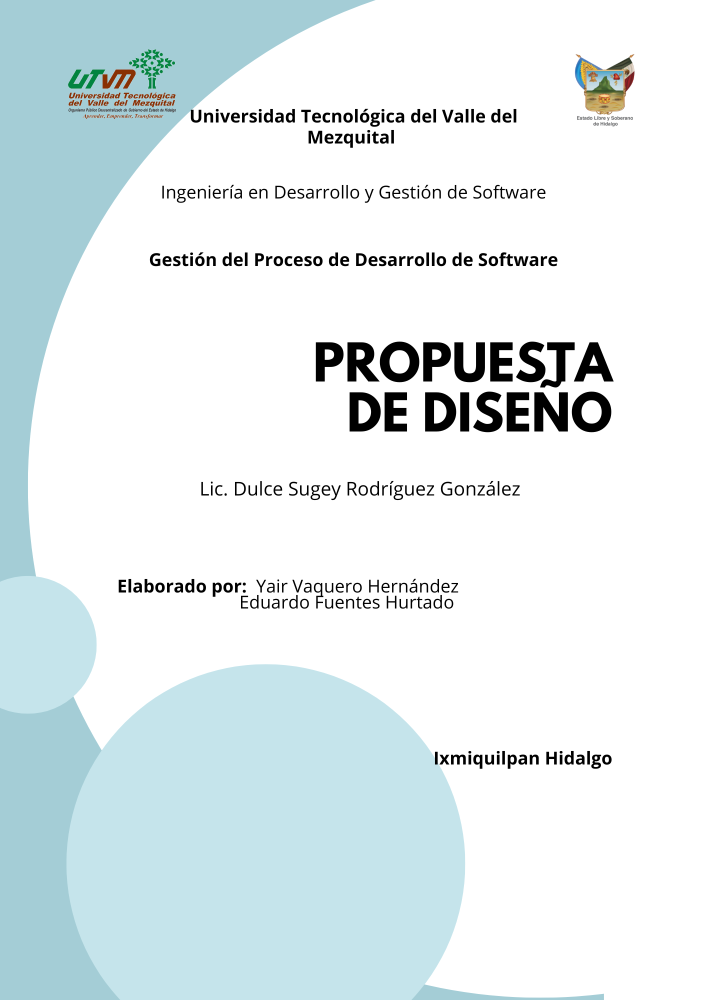 UTVM
Universidad Tecnológica
del Valle del Mezquital
Organismo Público Descentralizado de Gobierno del Estado de Hidalgo
Aprender, Emprender, Transformar
Estado Libre y Soberano
de Hidalgo
Universidad Tecnológica del Valle del
Mezquital
Ingeniería en Desarrollo y Gestión de Software
Gestión del Proceso de Desarrollo de Software
PROPUESTA
DE DISEÑO
Lic. Dulce Sugey Rodríguez González
Elaborado por: Yair Vaquero Hernández
Eduardo Fuentes Hurtado
Ixmiquilpan Hidalgo